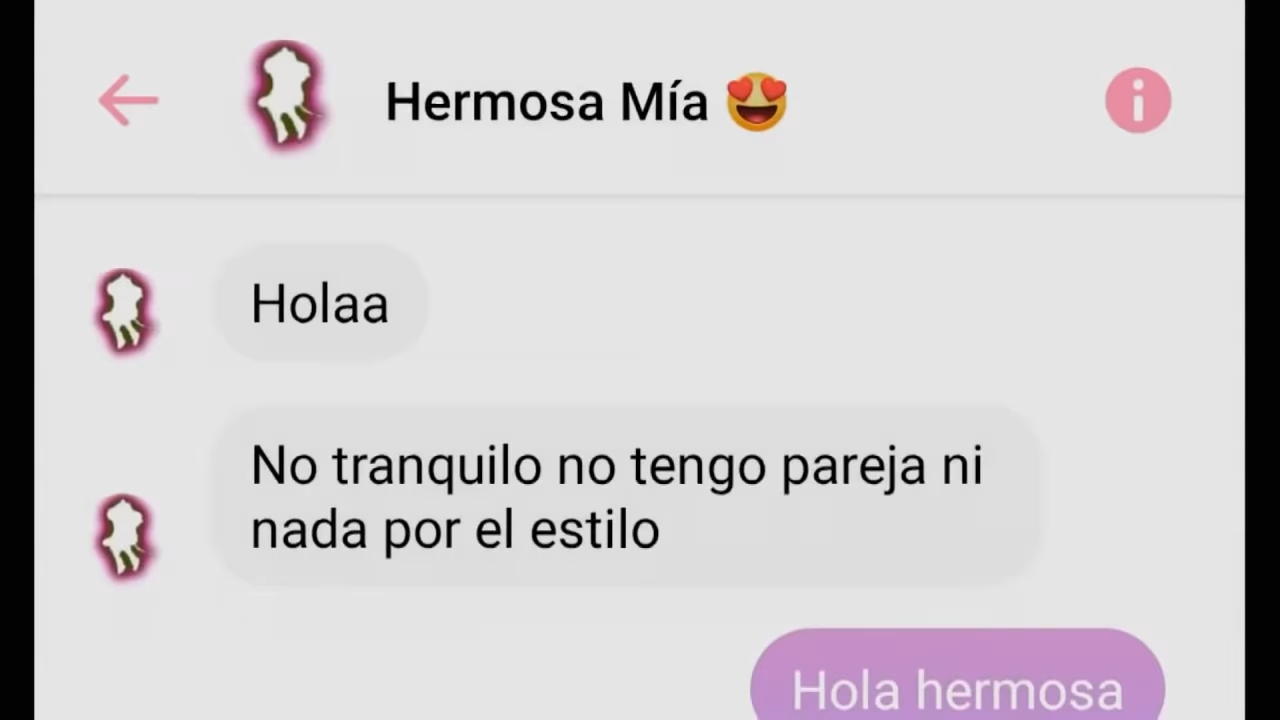 Hermosa Mía 😍
Holaa
No tranquilo no tengo pareja ni
nada por el estilo
Hola hermosa